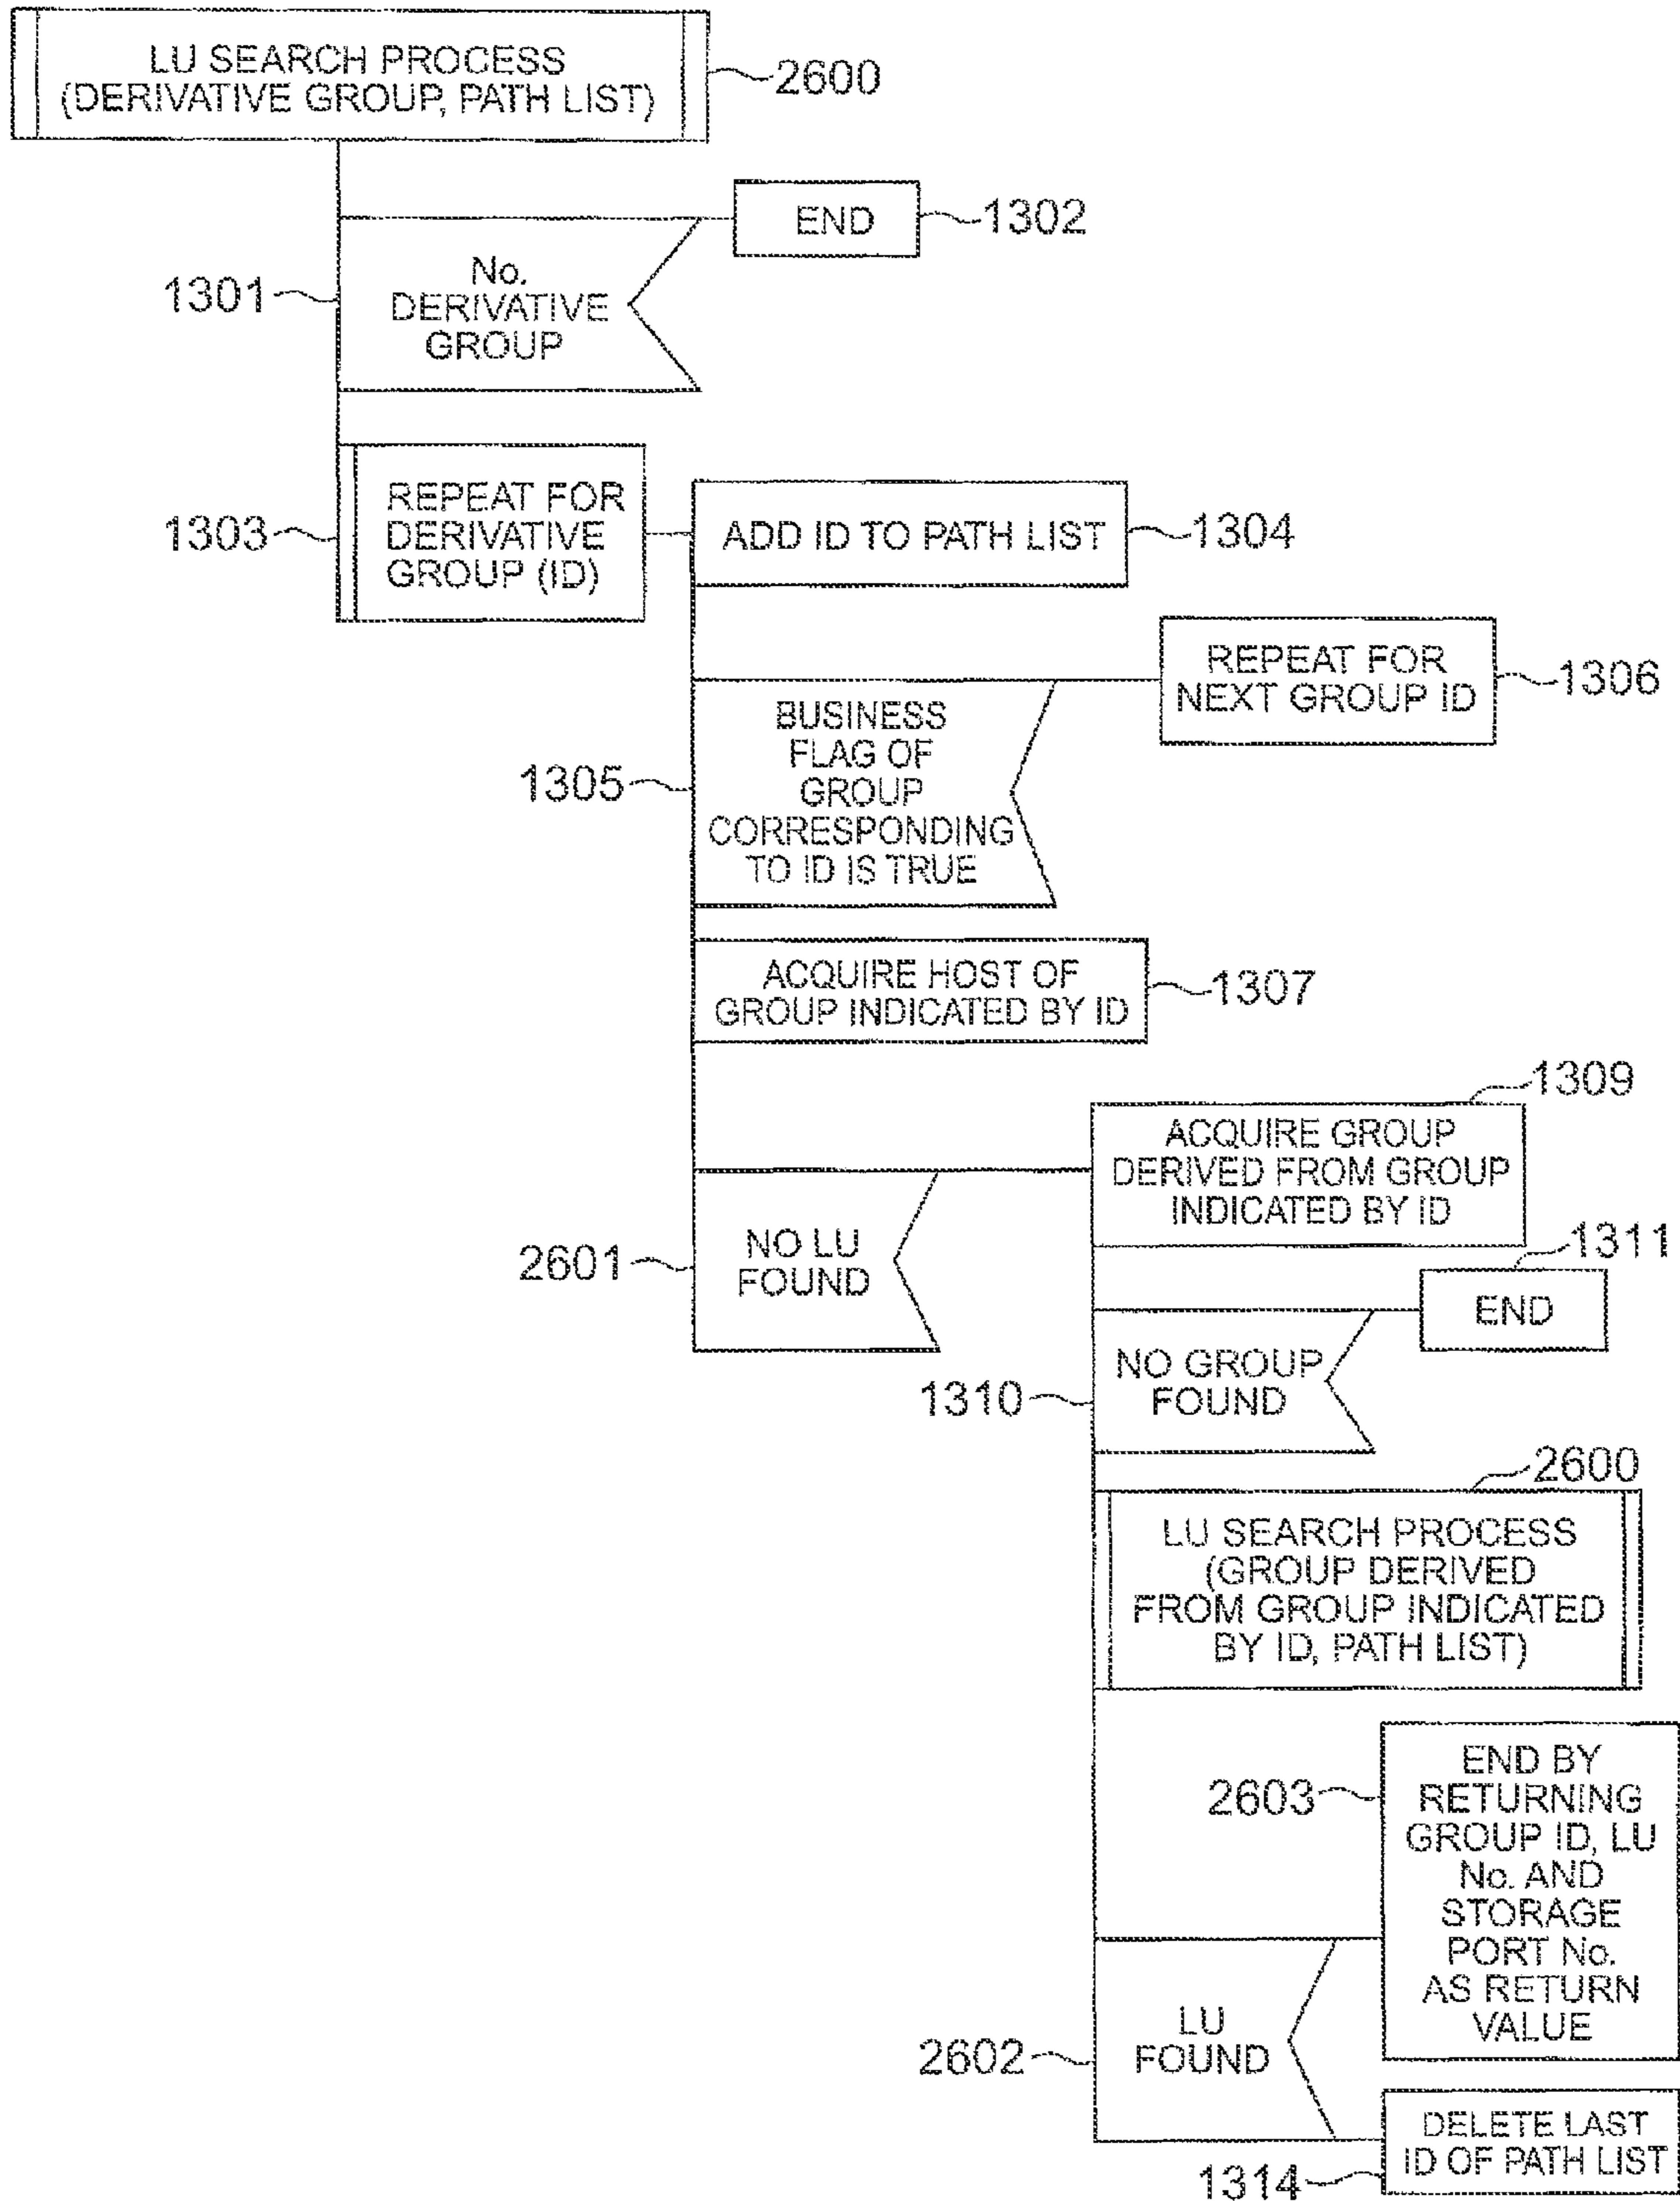 LU SEARCH PROCESS
(DERIVATIVE GROUP, PATH LIST)
2600
END
1302
1301
No.
DERIVATIVE
GROUP
1303
REPEAT FOR
DERIVATIVE
GROUP (ID)
ADD ID TO PATH LIST
1304
REPEAT FOR
NEXT GROUP ID
1306
1305
BUSINESS
FLAG OF
GROUP
CORRESPONDING
TO ID IS TRUE
ACQUIRE HOST OF
GROUP INDICATED BY ID
1307
1309
ACQUIRE GROUP
DERIVED FROM GROUP
INDICATED BY ID
2601
NO LU
FOUND
1311
END
1310
NO GROUP
FOUND
2600
LU SEARCH PROCESS
(GROUP DERIVED
FROM GROUP INDICATED
BY ID, PATH LIST)
2603
END BY
RETURNING
GROUP ID, LU
No. AND
STORAGE
PORT No.
AS RETURN
VALUE
2602
LU
FOUND
DELETE LAST
ID OF PATH LIST
1314